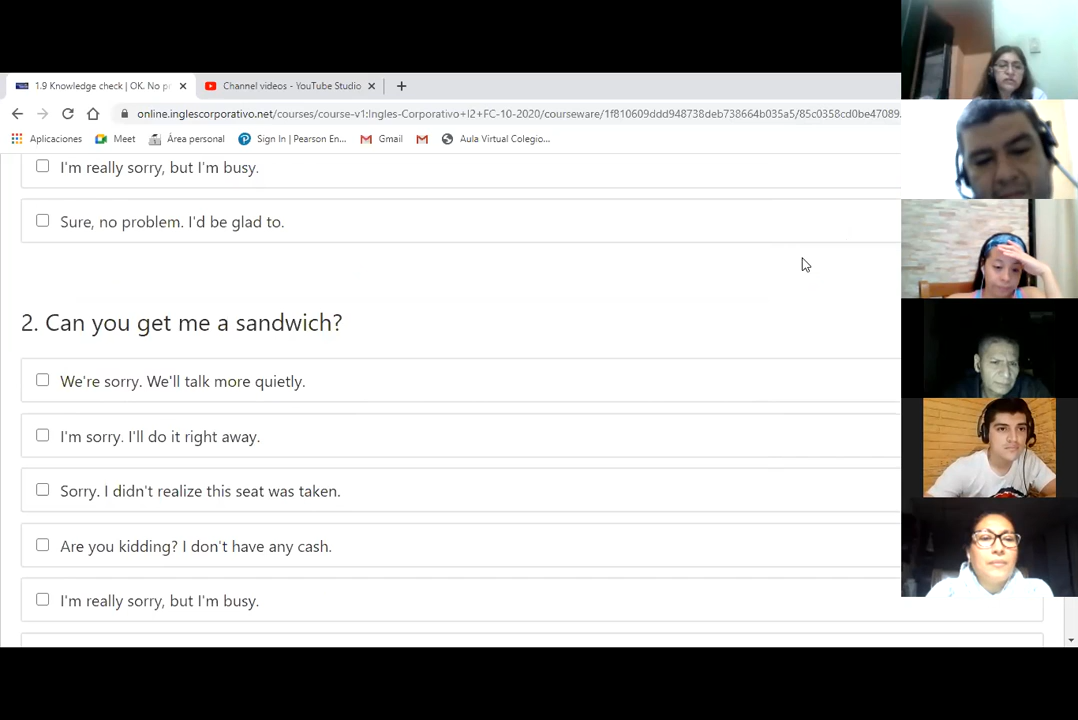 1.9 Knowledge check | OK. No pr
Channel videos - YouTube Studio
online.inglescorporativo.net/courses/course-v1:Ingles-Corporativo+I2+FC-10-2020/courseware/1f810609ddd948738deb738664b035a5/85c0358cd0be47089.
Aplicaciones Meet Área personal Sign In | Pearson En... Gmail Aula Virtual Colegio...
I'm really sorry, but I'm busy.
Sure, no problem. I'd be glad to.
2. Can you get me a sandwich?
We're sorry. We'll talk more quietly.
I'm sorry. I'll do it right away.
Sorry. I didn't realize this seat was taken.
Are you kidding? I don't have any cash.
I'm really sorry, but I'm busy.